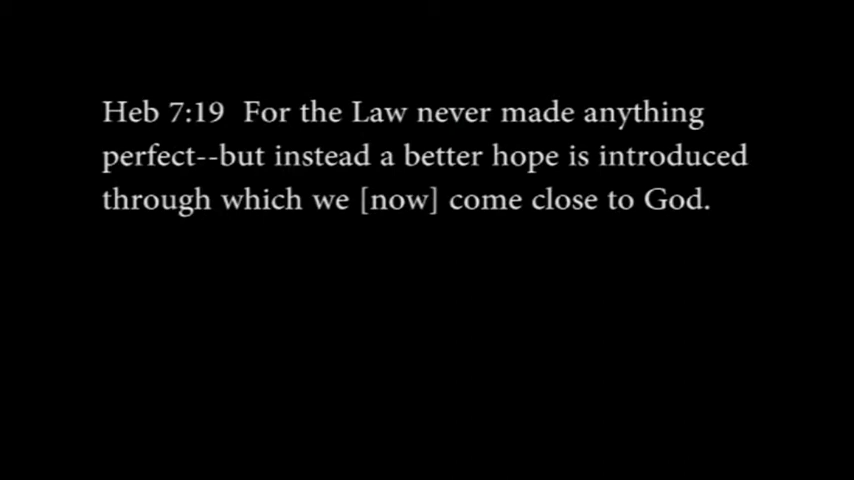 Heb 7:19  For the Law never made anything
perfect--but instead a better hope is introduced
through which we [now] come close to God.